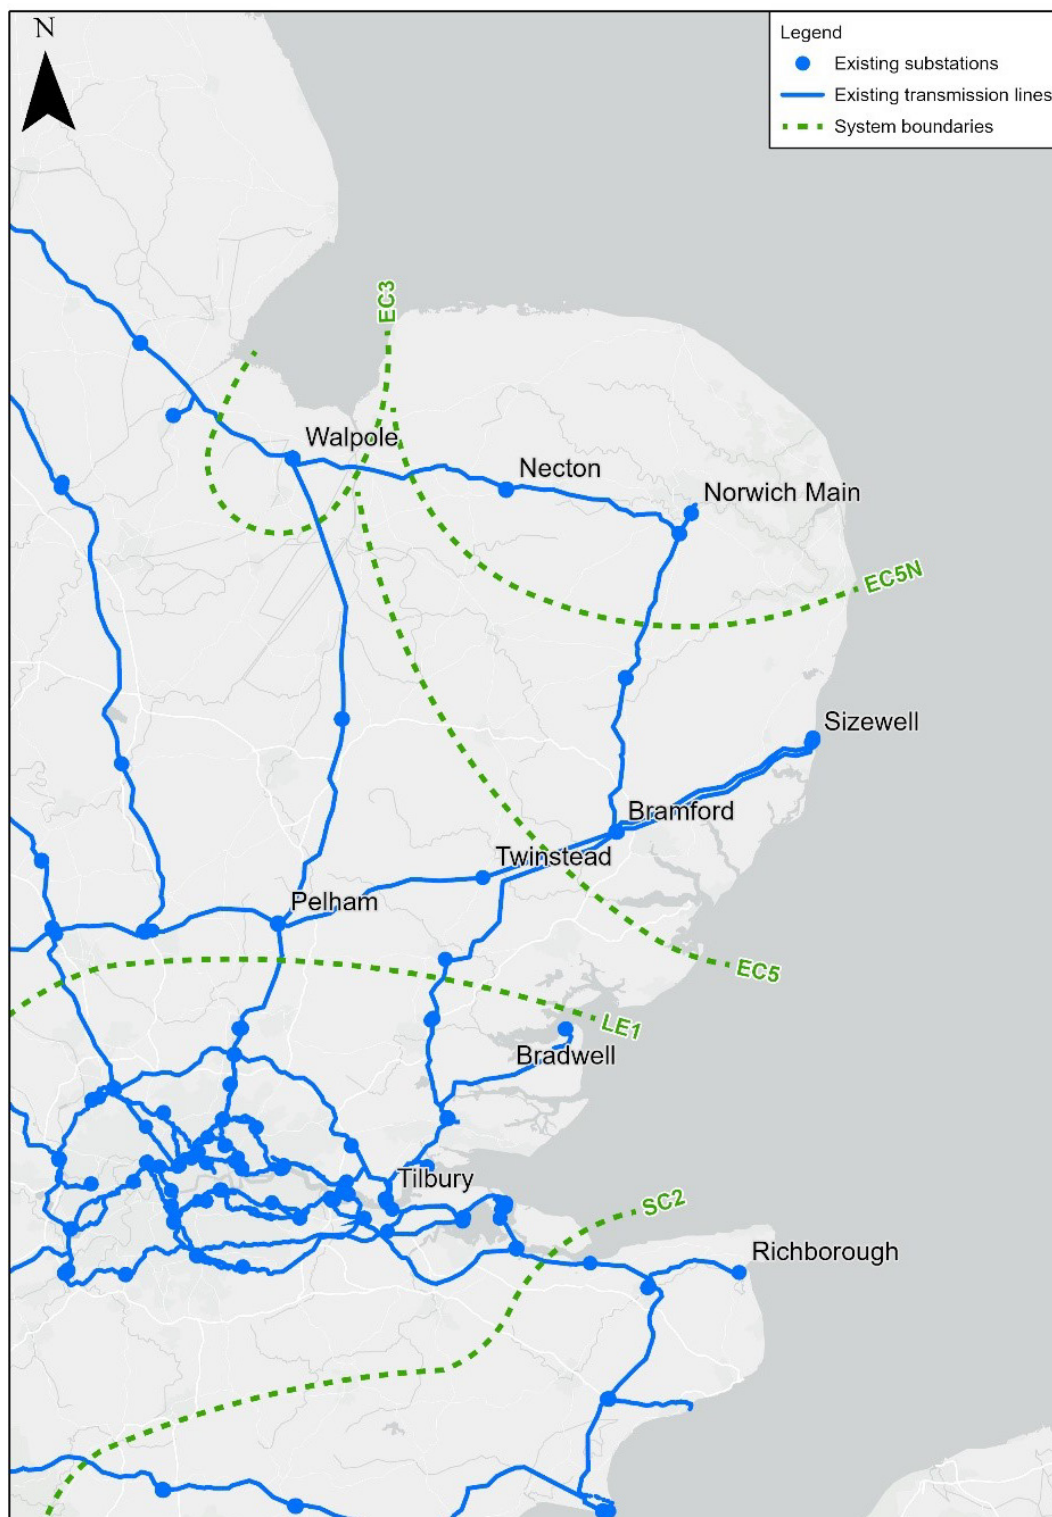 N
Legend
Existing substations
Existing transmission lines
System boundaries
EC3
Walpole
Necton
Norwich Main
EC5N
Sizewell
Bramford
Twinstead
Pelham
EC5
LE1
Bradwell
Tilbury
SC2
Richborough